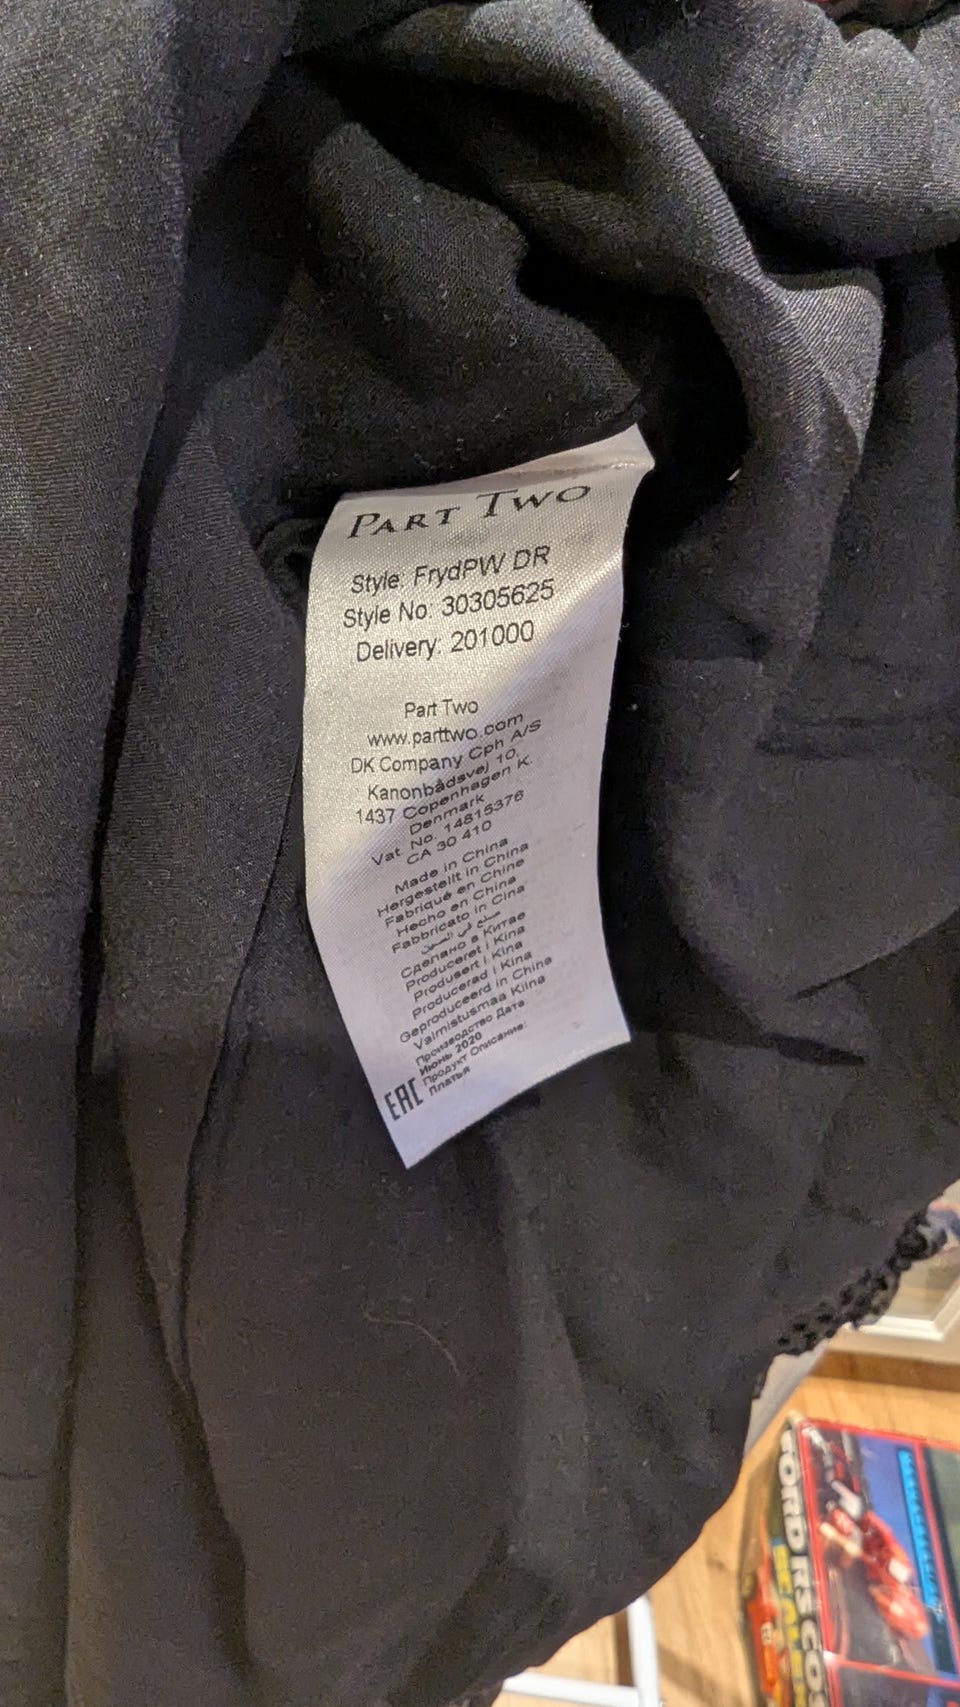 PART TWO
Style: FrydPW DR
Style No: 30305625
Delivery: 201000
Part Two
www.parttwo.com
DK Company Cph A/S
Kanonbådsvej 10,
1437 Copenhagen K.
Denmark
Vat. No. 14815376
CA 30 410
Made in China
Hergestellt in China
Fabriqué en Chine
Hecho en China
Fabbricato in Cina
صنع في الصين
Сделано в Китае
Produceret i Kina
Produsert i Kina
Producerad i Kina
Geproduceerd in China
Valmistusmaa Kiina
Производство Дата:
Июнь 2020
Продукт Описание:
Платья
EAC
FORD RS CO